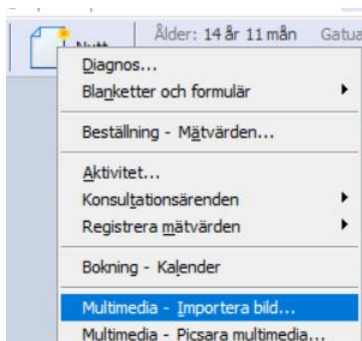 Nytt
Ålder: 14 år 11 mån Gatua
Diagnos...
Blanketter och formulär
Beställning - Mätvärden...
Aktivitet...
Konsultationsärenden
Registrera mätvärden
Bokning - Kalender
Multimedia - Importera bild...
Multimedia - Picsara multimedia...